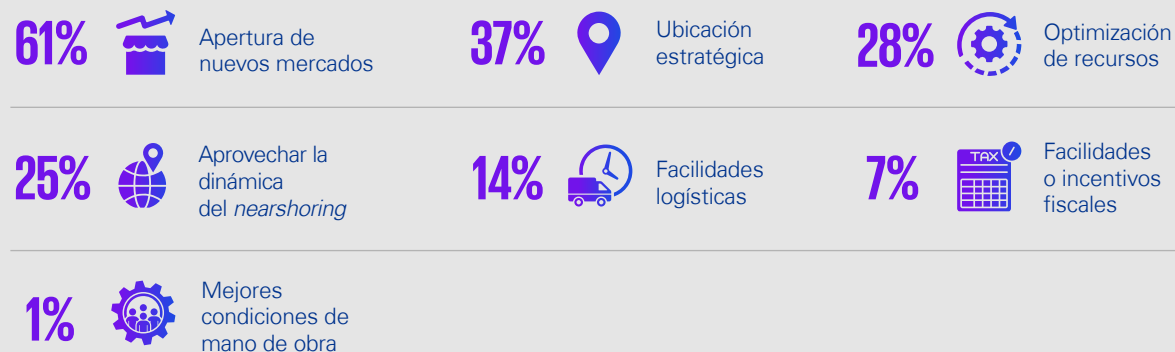 61%
Apertura de
nuevos mercados
37%
Ubicación
estratégica
28%
Optimización
de recursos
25%
Aprovechar la
dinámica
del nearshoring
14%
Facilidades
logísticas
7%
TAX
Facilidades
o incentivos
fiscales
1%
Mejores
condiciones de
mano de obra